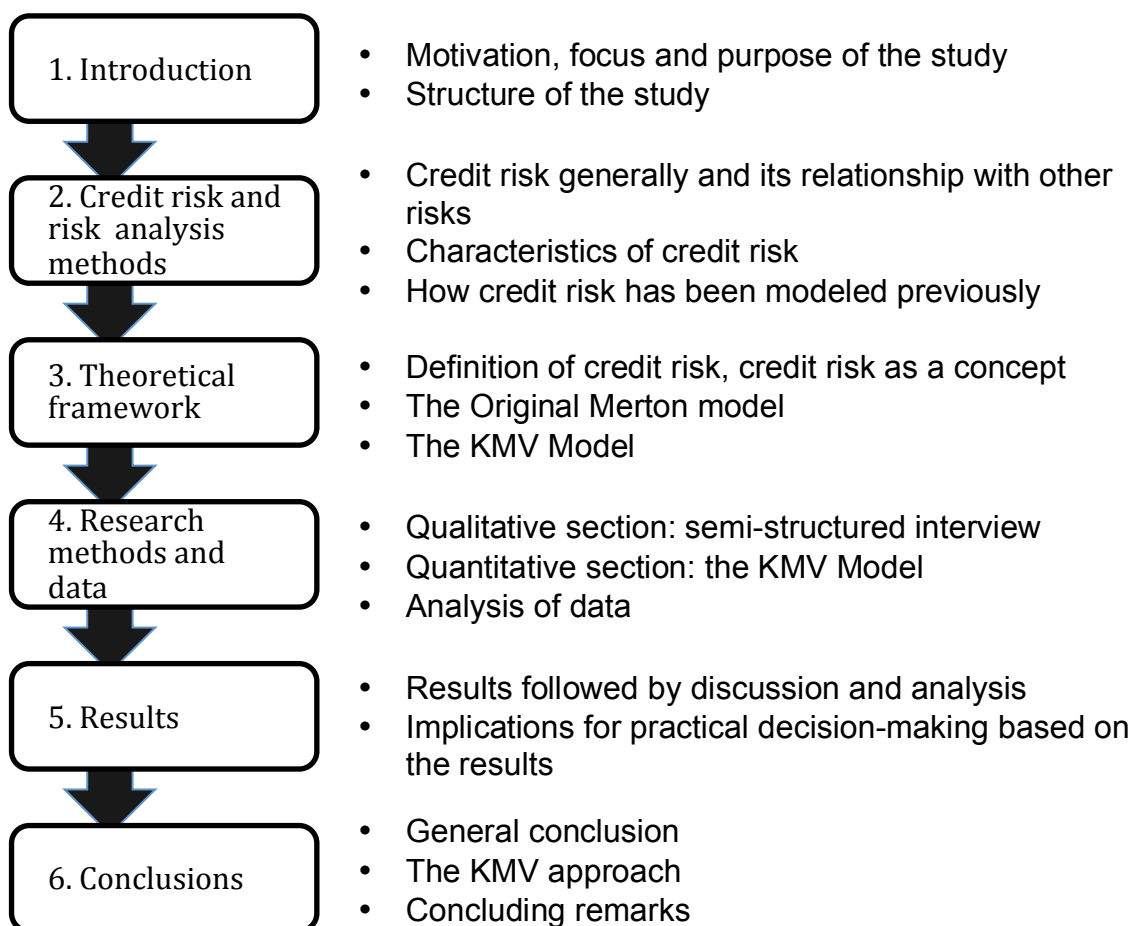 1. Introduction
• Motivation, focus and purpose of the study
• Structure of the study
2. Credit risk and
risk analysis
methods
• Credit risk generally and its relationship with other
risks
• Characteristics of credit risk
• How credit risk has been modeled previously
3. Theoretical
framework
• Definition of credit risk, credit risk as a concept
• The Original Merton model
• The KMV Model
4. Research
methods and
data
• Qualitative section: semi-structured interview
• Quantitative section: the KMV Model
• Analysis of data
5. Results
• Results followed by discussion and analysis
• Implications for practical decision-making based on
the results
6. Conclusions
• General conclusion
• The KMV approach
• Concluding remarks